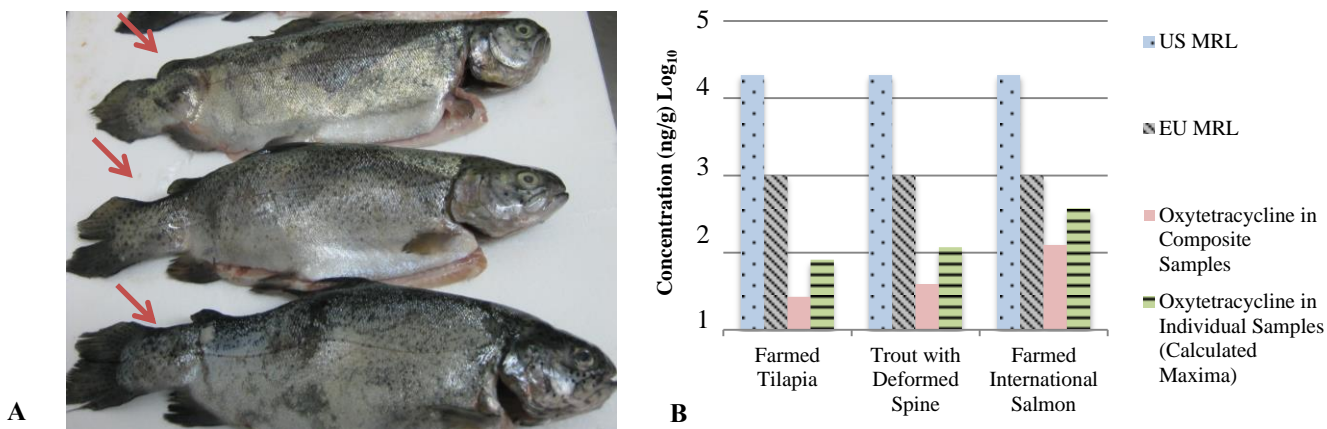 A
B
Concentration (ng/g) Log10
5
4
3
2
1
Farmed
Tilapia
Trout with
Deformed
Spine
Farmed
International
Salmon
US MRL
EU MRL
Oxytetracycline in
Composite
Samples
Oxytetracycline in
Individual Samples
(Calculated
Maxima)